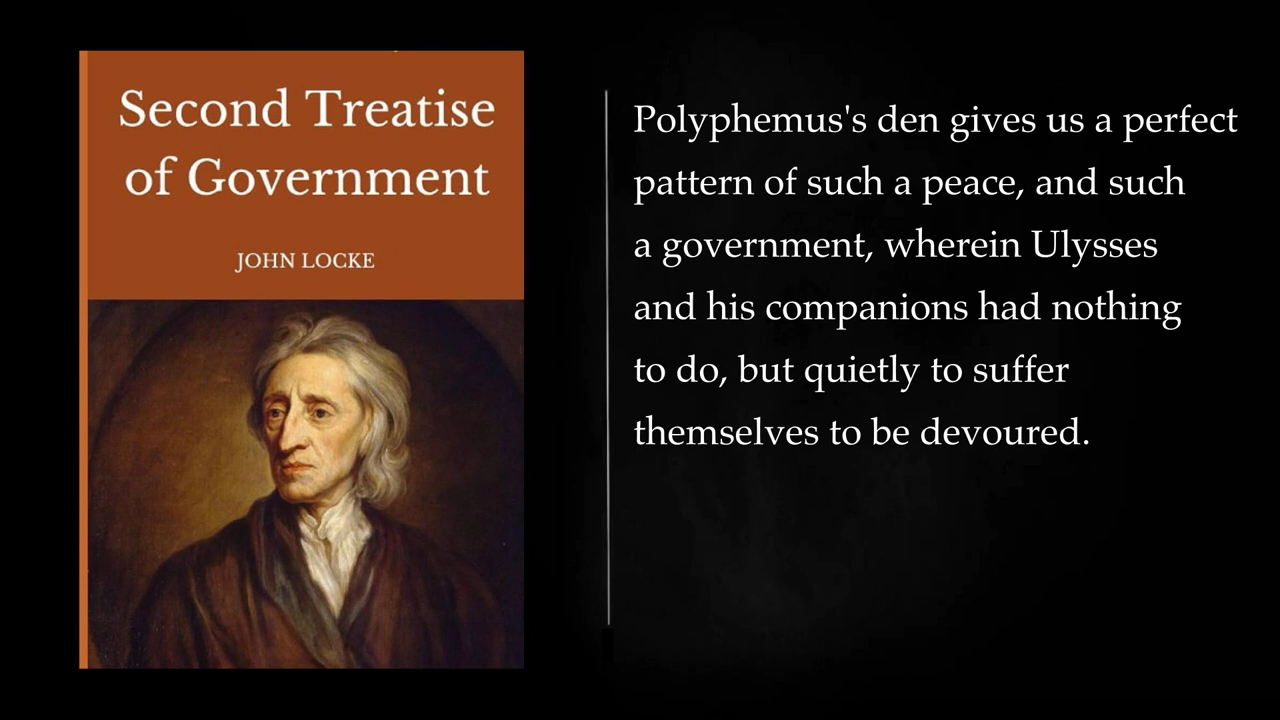 Second Treatise
of Government
JOHN LOCKE
Polyphemus's den gives us a perfect
pattern of such a peace, and such
a government, wherein Ulysses
and his companions had nothing
to do, but quietly to suffer
themselves to be devoured.